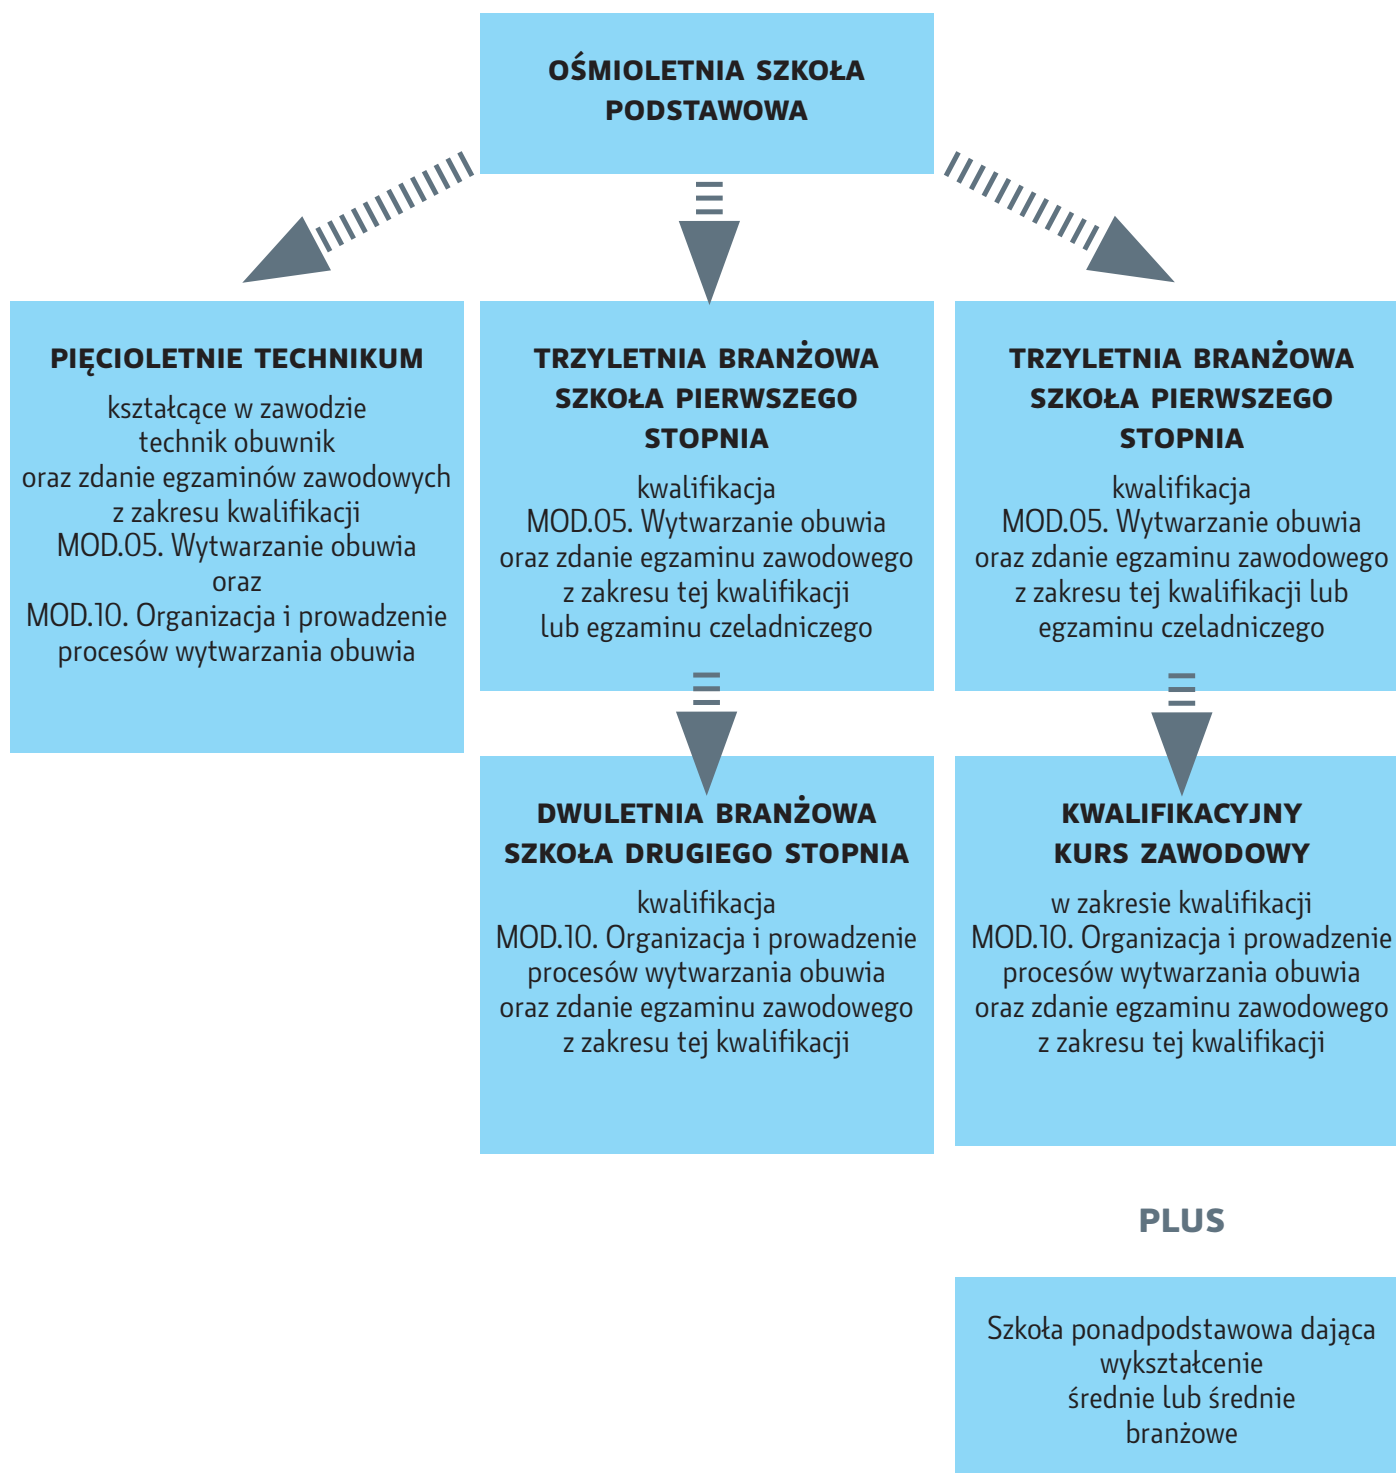 OŚMIOLETNIA SZKOŁA
PODSTAWOWA
PIĘCIOLETNIE TECHNIKUM
kształcące w zawodzie
technik obuwnik
oraz zdanie egzaminów zawodowych
z zakresu kwalifikacji
MOD.05. Wytwarzanie obuwia
oraz
MOD.10. Organizacja i prowadzenie
procesów wytwarzania obuwia
TRZYLETNIA BRANŻOWA
SZKOŁA PIERWSZEGO
STOPNIA
kwalifikacja
MOD.05. Wytwarzanie obuwia
oraz zdanie egzaminu zawodowego
z zakresu tej kwalifikacji
lub egzaminu czeladniczego
TRZYLETNIA BRANŻOWA
SZKOŁA PIERWSZEGO
STOPNIA
kwalifikacja
MOD.05. Wytwarzanie obuwia
oraz zdanie egzaminu zawodowego
z zakresu tej kwalifikacji lub
egzaminu czeladniczego
DWULETNIA BRANŻOWA
SZKOŁA DRUGIEGO STOPNIA
kwalifikacja
MOD.10. Organizacja i prowadzenie
procesów wytwarzania obuwia
oraz zdanie egzaminu zawodowego
z zakresu tej kwalifikacji
KWALIFIKACYJNY
KURS ZAWODOWY
w zakresie kwalifikacji
MOD.10. Organizacja i prowadzenie
procesów wytwarzania obuwia
oraz zdanie egzaminu zawodowego
z zakresu tej kwalifikacji
PLUS
Szkoła ponadpodstawowa dająca
wykształcenie
średnie lub średnie
branżowe